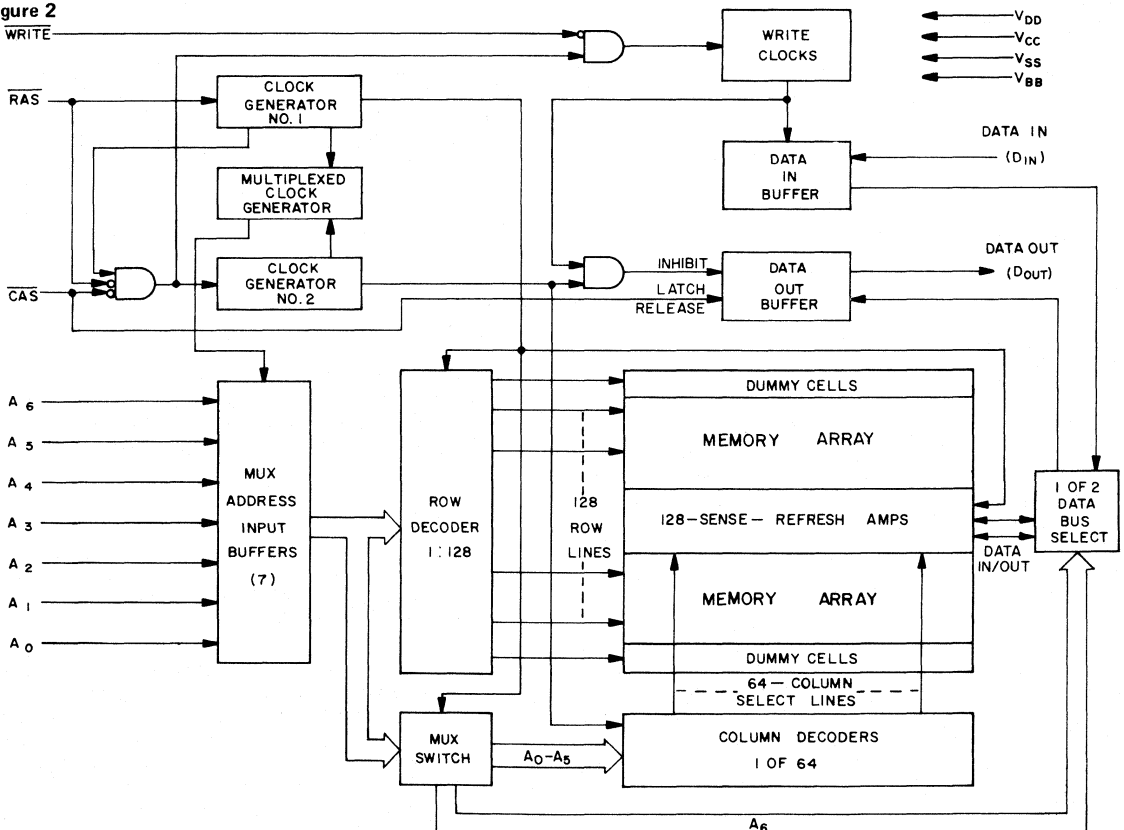 gure 2
WRITE
RAS
CAS
CLOCK
GENERATOR
NO. 1
MULTIPLEXED
CLOCK
GENERATOR
CLOCK
GENERATOR
NO. 2
WRITE
CLOCKS
VDD
VCC
VSS
VBB
DATA IN
(DIN)
DATA
IN
BUFFER
INHIBIT
LATCH
RELEASE
DATA
OUT
BUFFER
DATA OUT
(DOUT)
A 6
A 5
A 4
A 3
A 2
A 1
A 0
MUX
ADDRESS
INPUT
BUFFERS
(7)
ROW
DECODER
1:128
128
ROW
LINES
DUMMY CELLS
MEMORY ARRAY
128-SENSE-REFRESH AMPS
MEMORY ARRAY
DUMMY CELLS
DATA
IN/OUT
1 OF 2
DATA
BUS
SELECT
64-COLUMN
SELECT LINES
MUX
SWITCH
A0-A5
COLUMN DECODERS
1 OF 64
A6